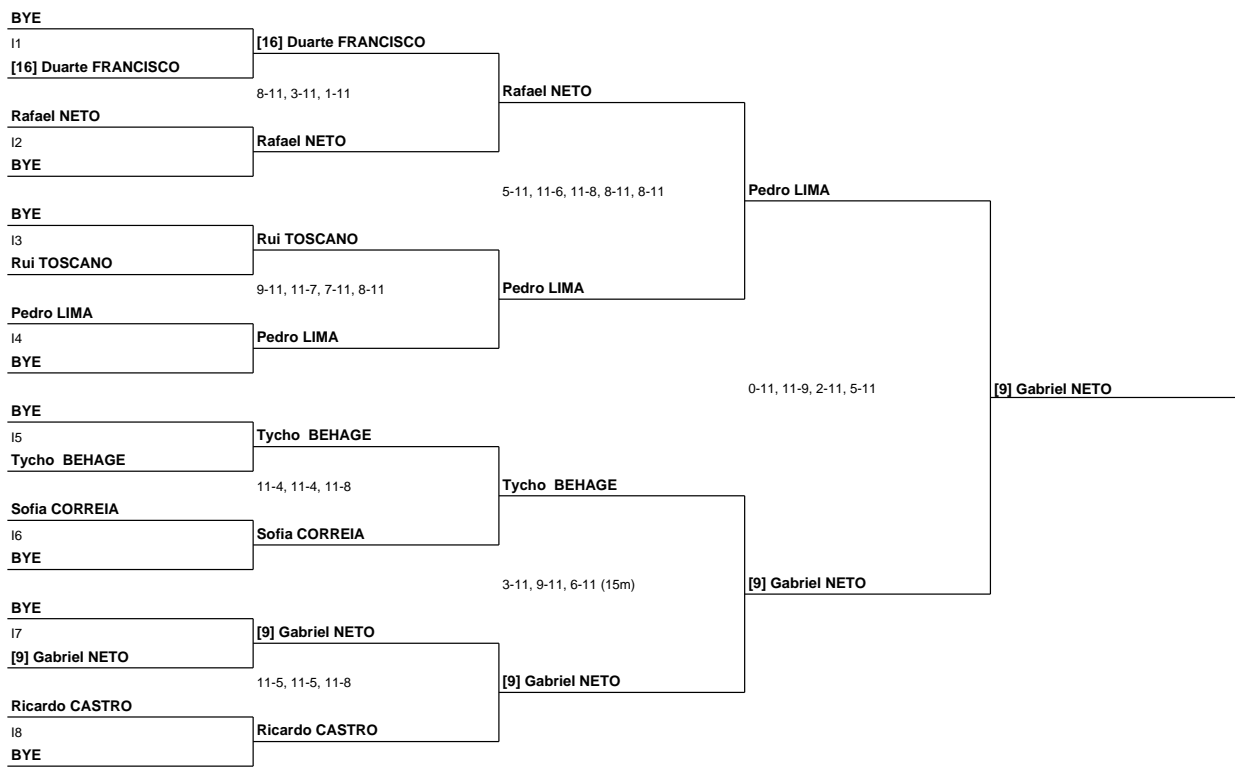 BYE
I1
[16] Duarte FRANCISCO
[16] Duarte FRANCISCO
8-11, 3-11, 1-11
Rafael NETO
Rafael NETO
I2
BYE
Rafael NETO
5-11, 11-6, 11-8, 8-11, 8-11
Pedro LIMA
BYE
I3
Rui TOSCANO
Rui TOSCANO
9-11, 11-7, 7-11, 8-11
Pedro LIMA
Pedro LIMA
I4
BYE
Pedro LIMA
0-11, 11-9, 2-11, 5-11
[9] Gabriel NETO
BYE
I5
Tycho  BEHAGE
Tycho  BEHAGE
11-4, 11-4, 11-8
Tycho  BEHAGE
Sofia CORREIA
I6
BYE
Sofia CORREIA
3-11, 9-11, 6-11 (15m)
[9] Gabriel NETO
BYE
I7
[9] Gabriel NETO
[9] Gabriel NETO
11-5, 11-5, 11-8
[9] Gabriel NETO
Ricardo CASTRO
I8
BYE
Ricardo CASTRO